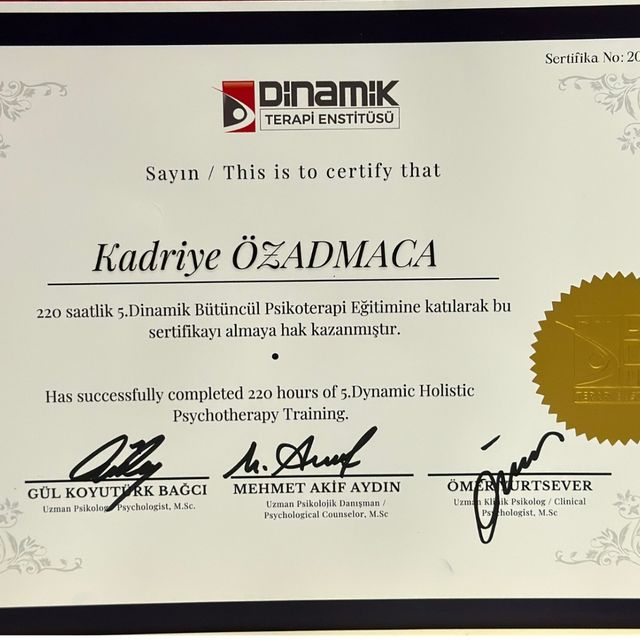 Sertifika No: 20
DiNAMiK
TERAPİ ENSTİTÜSÜ
Sayın / This is to certify that
Kadriye ÖZADMACA
220 saatlik 5.Dinamik Bütüncül Psikoterapi Eğitimine katılarak bu
sertifikayı almaya hak kazanmıştır.
Has successfully completed 220 hours of 5.Dynamic Holistic
Psychotherapy Training.
GÜL KOYUTÜRK BAĞCI
Uzman Psikolog / Psychologist, M.Sc.
MEHMET AKİF AYDIN
Uzman Psikolojik Danışman /
Psychological Counselor, M.Sc
ÖMER YURTSEVER
Uzman Klinik Psikolog / Clinical
Psychologist, M.Sc